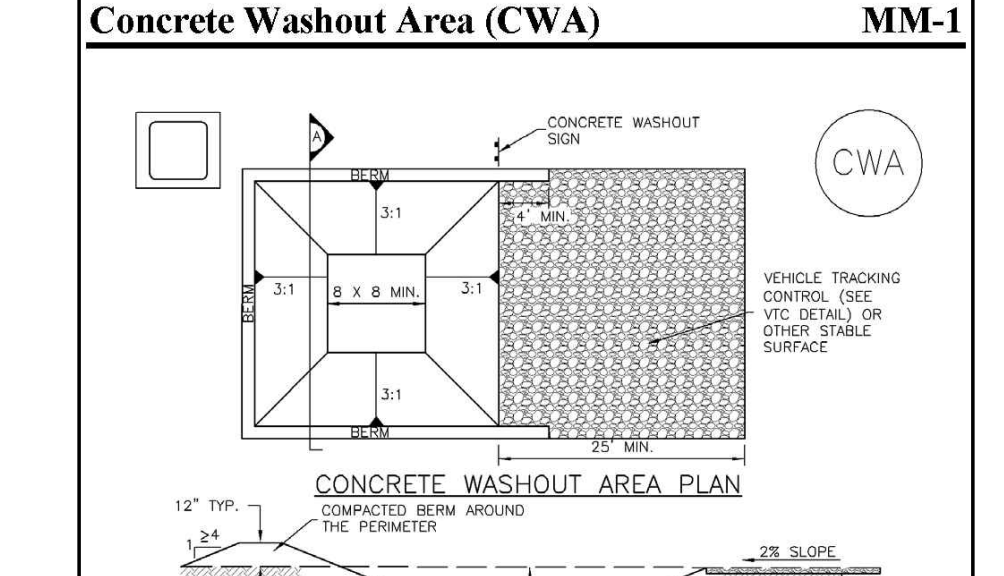 Concrete Washout Area (CWA)
MM-1
A
CONCRETE WASHOUT
SIGN
CWA
BERM
3:1
4' MIN.
BERM
3:1
8 X 8 MIN.
3:1
VEHICLE TRACKING
CONTROL (SEE
VTC DETAIL) OR
OTHER STABLE
SURFACE
3:1
BERM
25' MIN.
CONCRETE WASHOUT AREA PLAN
12" TYP.
COMPACTED BERM AROUND
THE PERIMETER
1
≥4
2% SLOPE